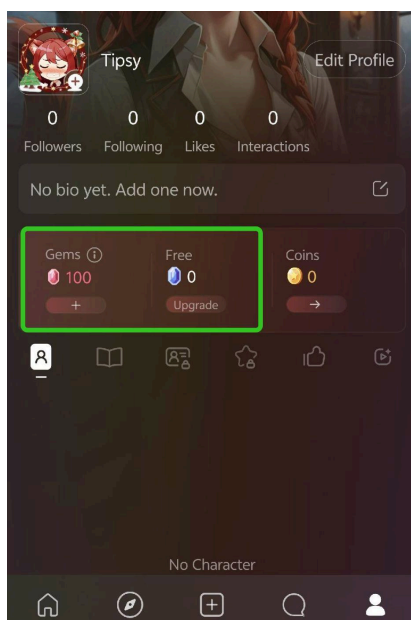 Tipsy
Edit Profile
0 0 0 0
Followers Following Likes Interactions
No bio yet. Add one now.
Gems Free Coins
100 0 0
+ Upgrade →
No Character